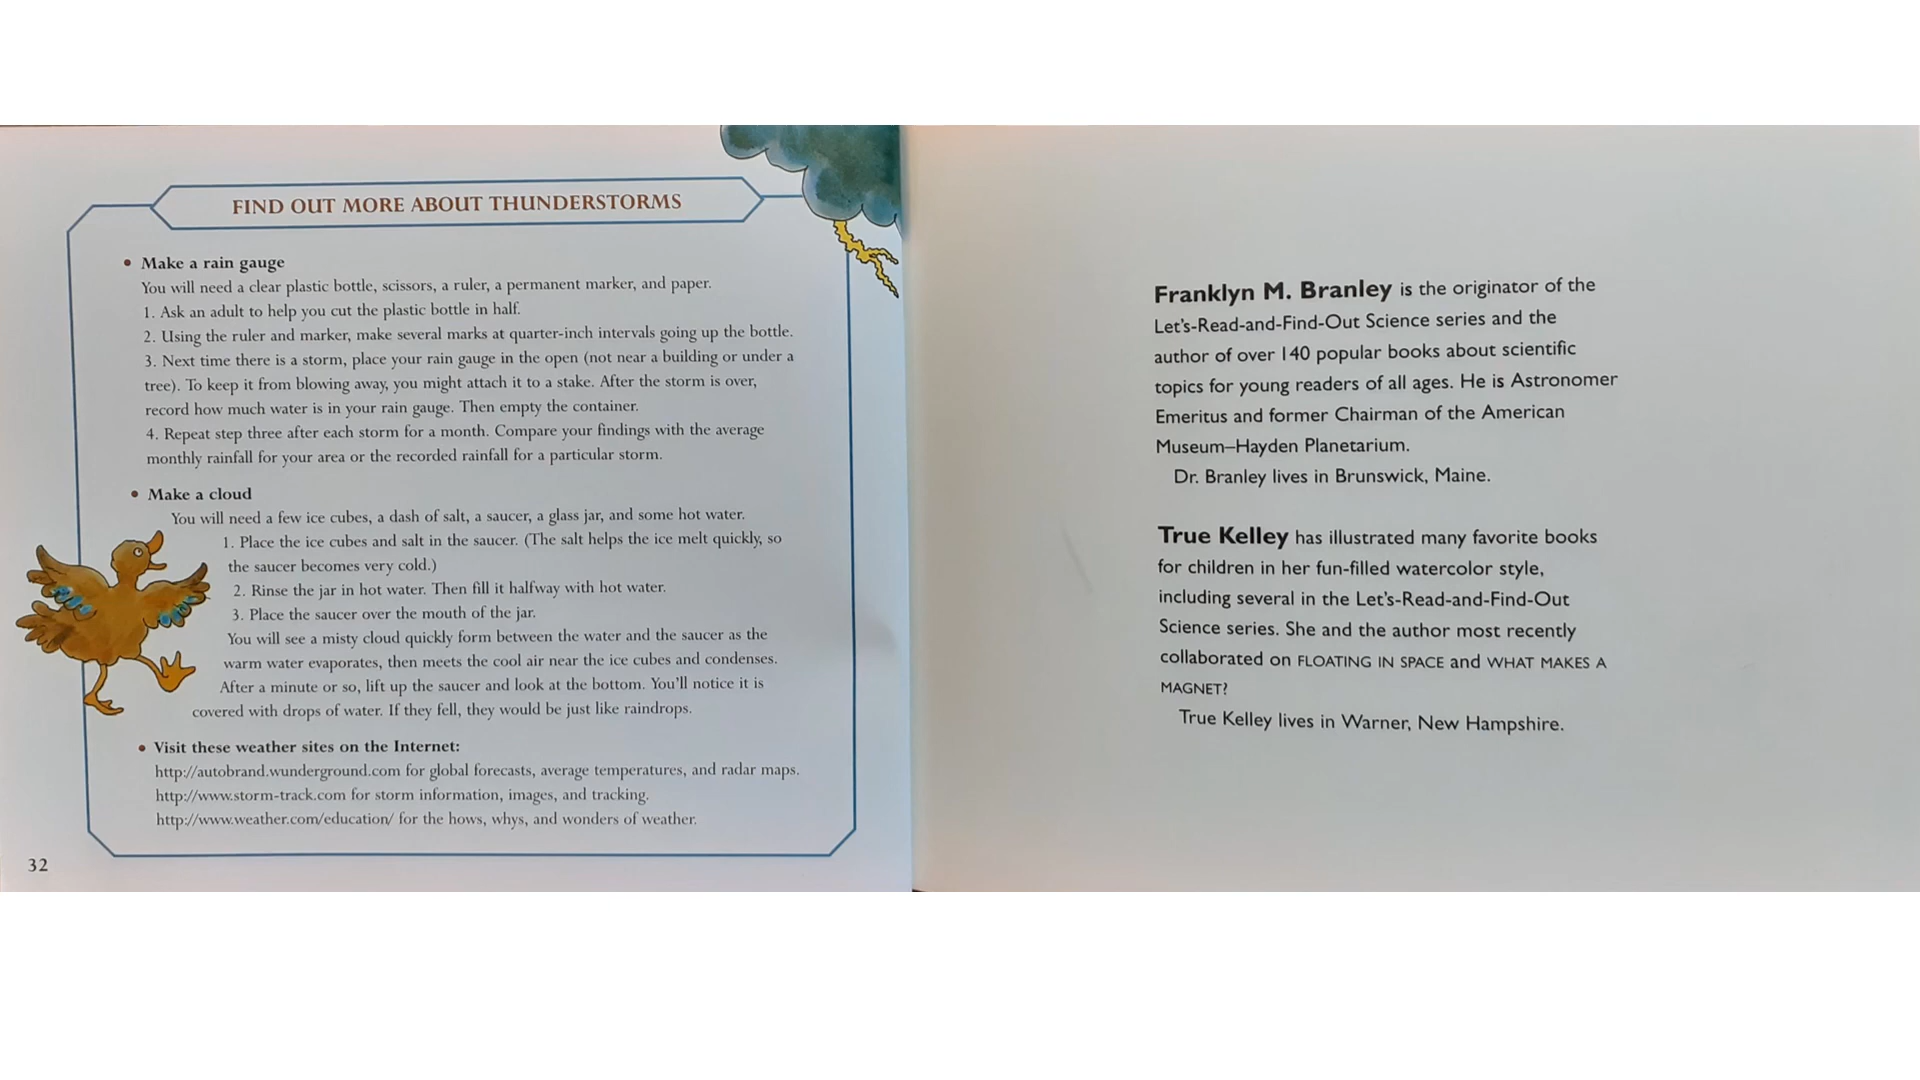 FIND OUT MORE ABOUT THUNDERSTORMS
• Make a rain gauge
You will need a clear plastic bottle, scissors, a ruler, a permanent marker, and paper.
1. Ask an adult to help you cut the plastic bottle in half.
2. Using the ruler and marker, make several marks at quarter-inch intervals going up the bottle.
3. Next time there is a storm, place your rain gauge in the open (not near a building or under a
tree). To keep it from blowing away, you might attach it to a stake. After the storm is over,
record how much water is in your rain gauge. Then empty the container.
4. Repeat step three after each storm for a month. Compare your findings with the average
monthly rainfall for your area or the recorded rainfall for a particular storm.
• Make a cloud
You will need a few ice cubes, a dash of salt, a saucer, a glass jar, and some hot water.
1. Place the ice cubes and salt in the saucer. (The salt helps the ice melt quickly, so
the saucer becomes very cold.)
2. Rinse the jar in hot water. Then fill it halfway with hot water.
3. Place the saucer over the mouth of the jar.
You will see a misty cloud quickly form between the water and the saucer as the
warm water evaporates, then meets the cool air near the ice cubes and condenses.
After a minute or so, lift up the saucer and look at the bottom. You'll notice it is
covered with drops of water. If they fell, they would be just like raindrops.
• Visit these weather sites on the Internet:
http://autobrand.wunderground.com for global forecasts, average temperatures, and radar maps.
http://www.storm-track.com for storm information, images, and tracking.
http://www.weather.com/education/ for the hows, whys, and wonders of weather.
32
Franklyn M. Branley is the originator of the
Let's-Read-and-Find-Out Science series and the
author of over 140 popular books about scientific
topics for young readers of all ages. He is Astronomer
Emeritus and former Chairman of the American
Museum–Hayden Planetarium.
Dr. Branley lives in Brunswick, Maine.
True Kelley has illustrated many favorite books
for children in her fun-filled watercolor style,
including several in the Let's-Read-and-Find-Out
Science series. She and the author most recently
collaborated on FLOATING IN SPACE and WHAT MAKES A
MAGNET?
True Kelley lives in Warner, New Hampshire.